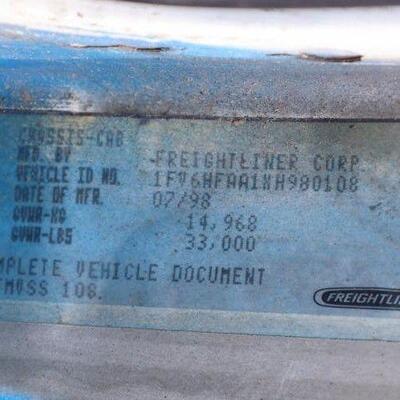 CHASSIS-CAB
MFD. BY FREIGHTLINER CORP.
VEHICLE ID NO. 1FV6HFAA1XH980108
DATE OF MFR. 07/98
GVWR-KG 14,968
GVWR-LBS 33,000
MPLETE VEHICLE DOCUMENT
FMVSS 108.
FREIGHTLI